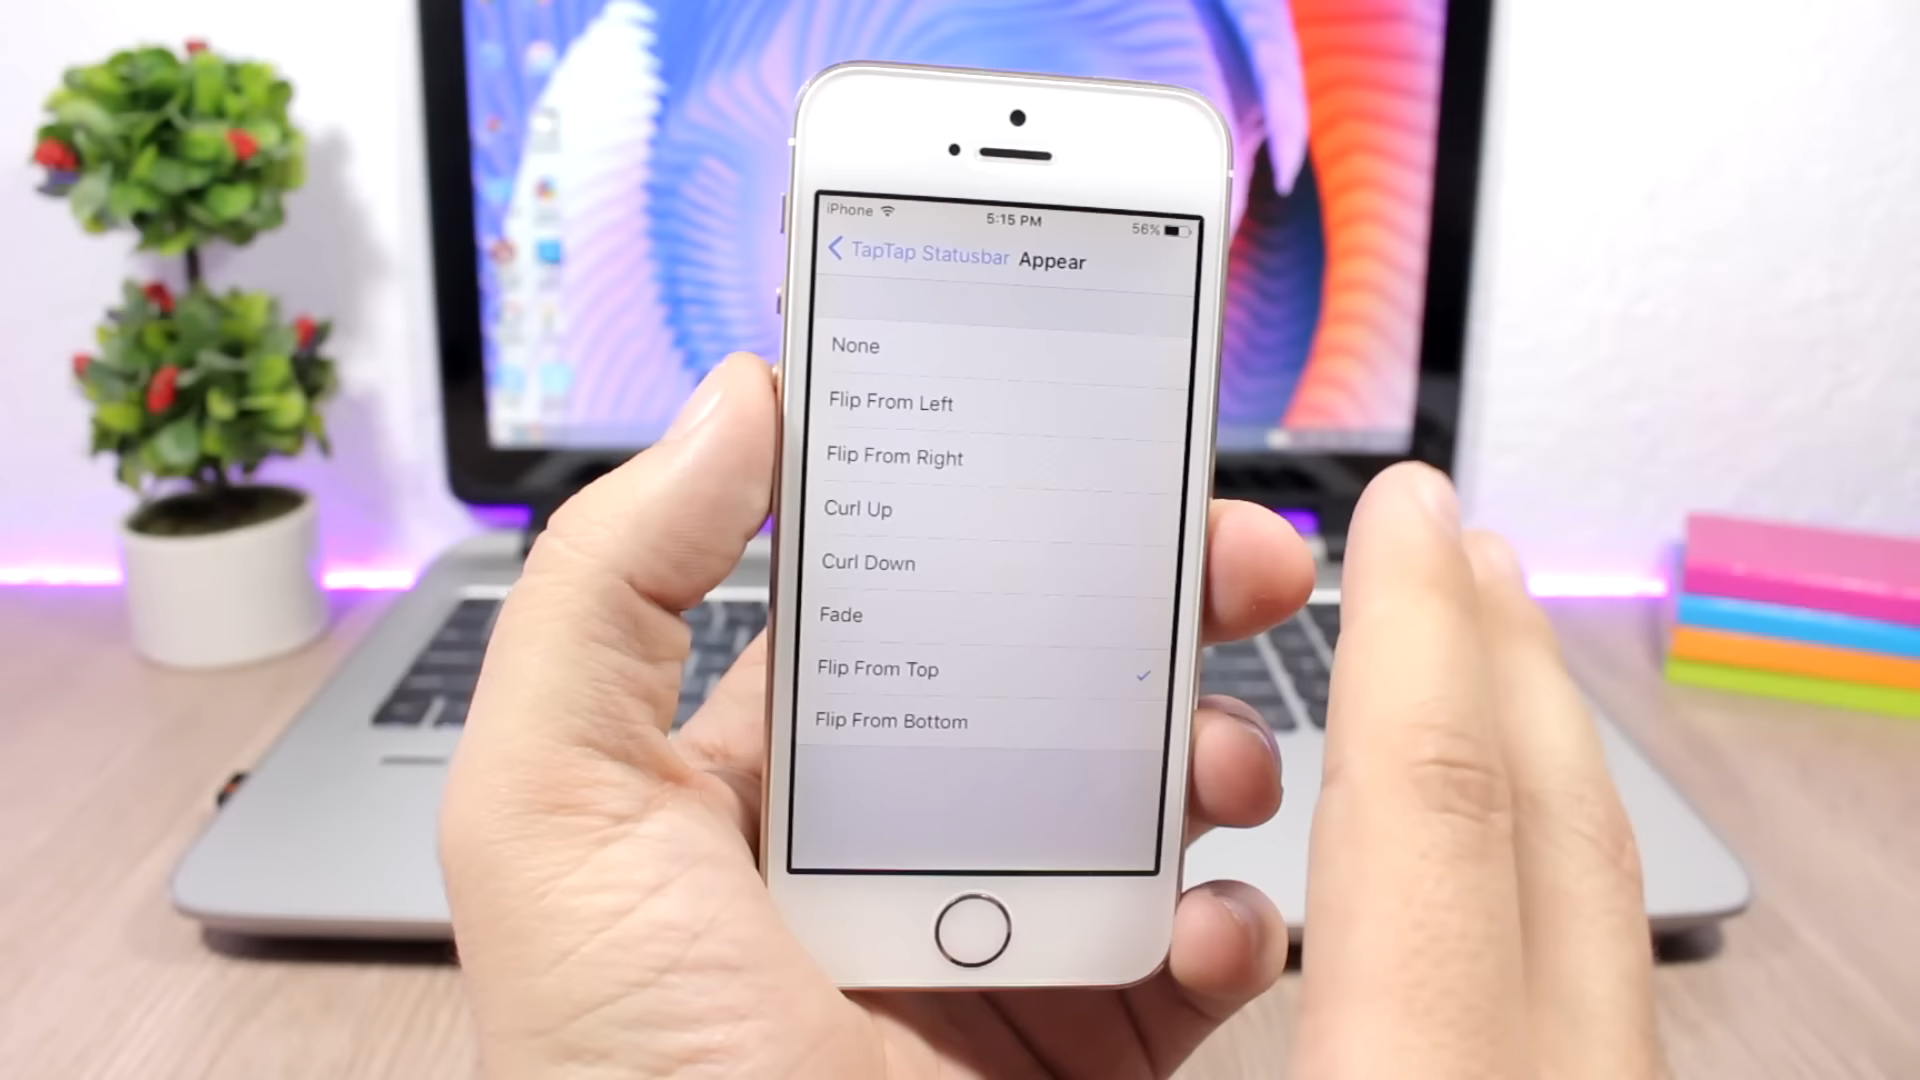 iPhone 5:15 PM 56%
TapTap Statusbar Appear
None
Flip From Left
Flip From Right
Curl Up
Curl Down
Fade
Flip From Top
Flip From Bottom